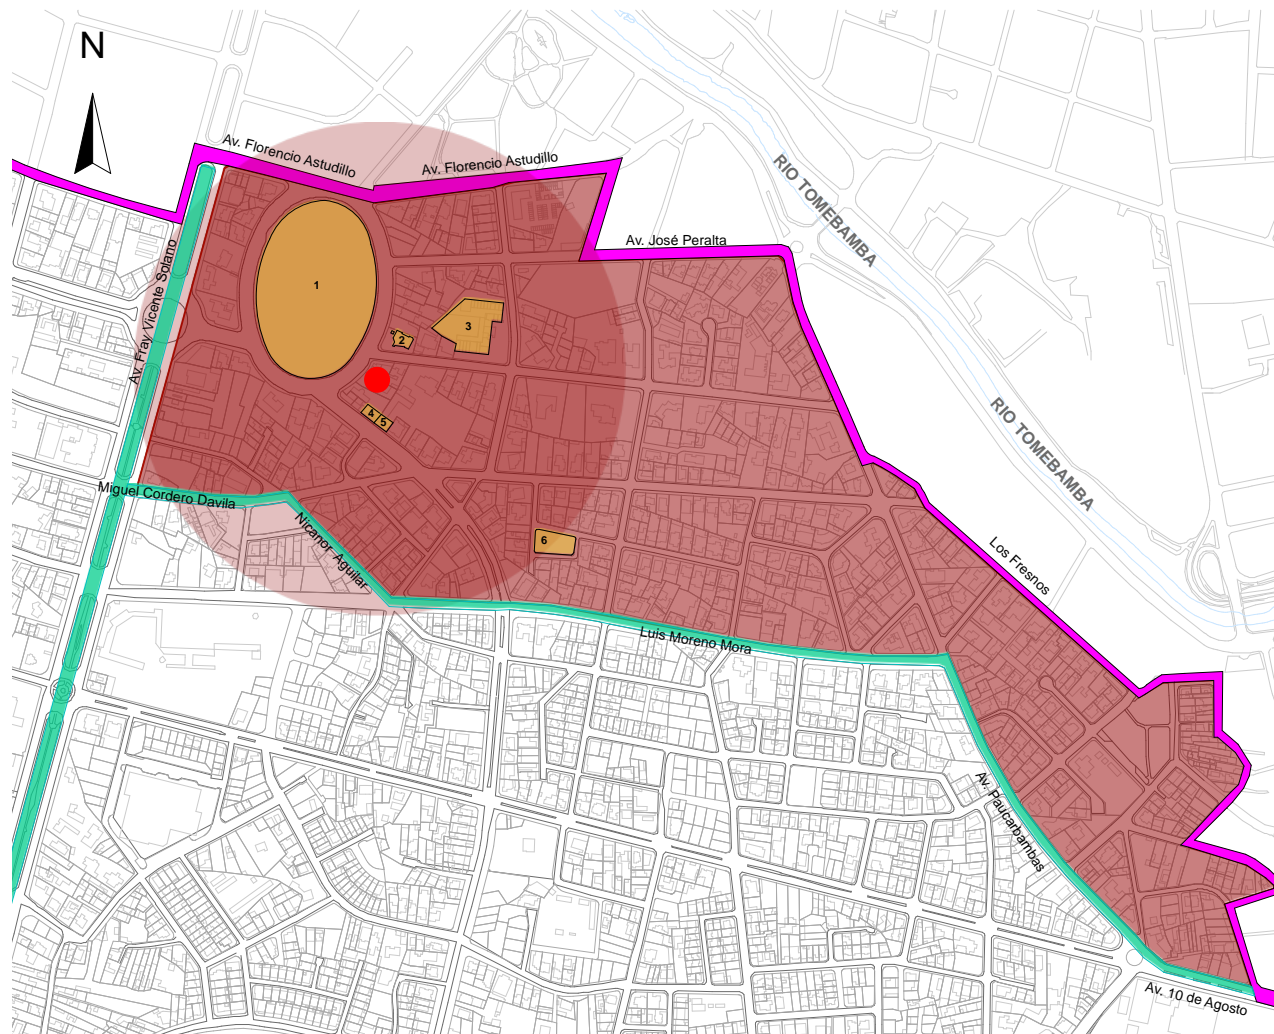 N
Av. Florencio Astudillo
Av. Florencio Astudillo
RIO TOMEBAMBA
Av. José Peralta
Av. Fray Vicente Solano
1
2
3
4
5
RIO TOMEBAMBA
Miguel Cordero Davila
Nicanor Aguilar
6
Los Fresnos
Luis Moreno Mora
Av. Paucarbambas
Av. 10 de Agosto